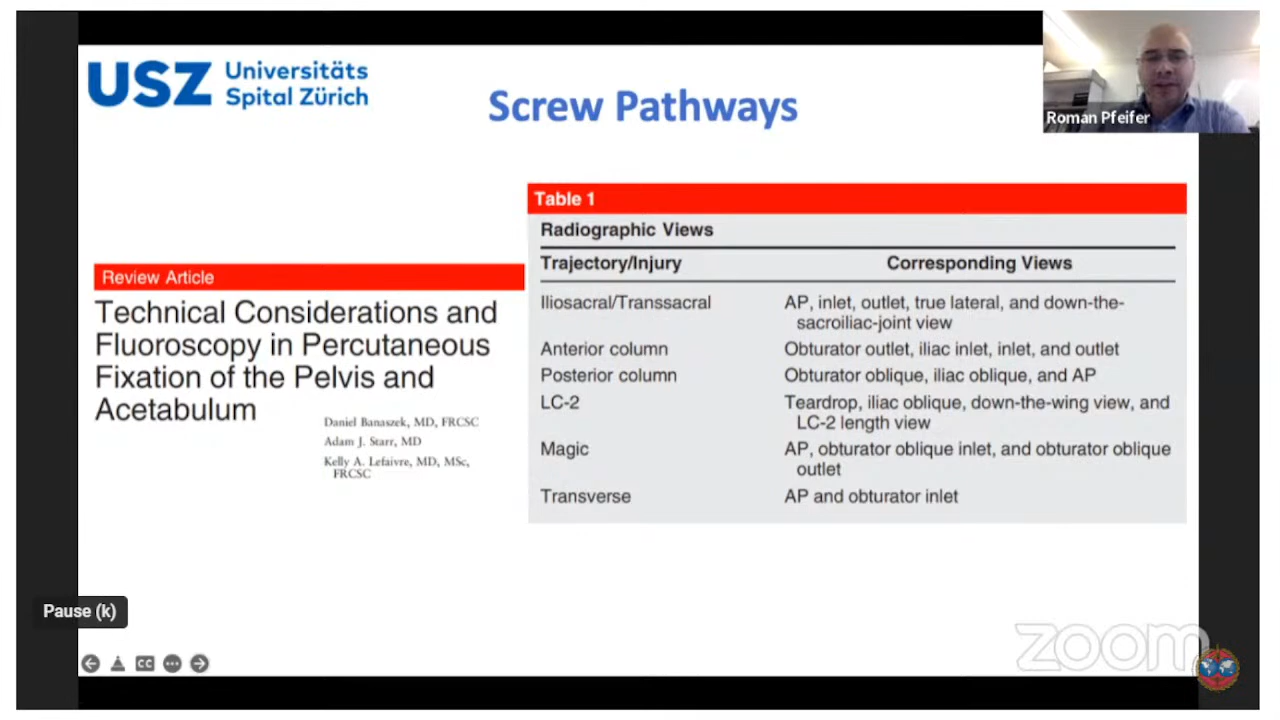 USZ Universitäts
Spital Zürich
Screw Pathways
Roman Pfeifer
Review Article
Technical Considerations and
Fluoroscopy in Percutaneous
Fixation of the Pelvis and
Acetabulum
Daniel Banaszek, MD, FRCSC
Adam J. Starr, MD
Kelly A. Lefaivre, MD, MSc,
FRCSC
Table 1
Radiographic Views
Trajectory/Injury Corresponding Views
Iliosacral/Transsacral AP, inlet, outlet, true lateral, and down-the-
sacroiliac-joint view
Anterior column Obturator outlet, iliac inlet, inlet, and outlet
Posterior column Obturator oblique, iliac oblique, and AP
LC-2 Teardrop, iliac oblique, down-the-wing view, and
LC-2 length view
Magic AP, obturator oblique inlet, and obturator oblique
outlet
Transverse AP and obturator inlet
Pause (k)
CC
zoom